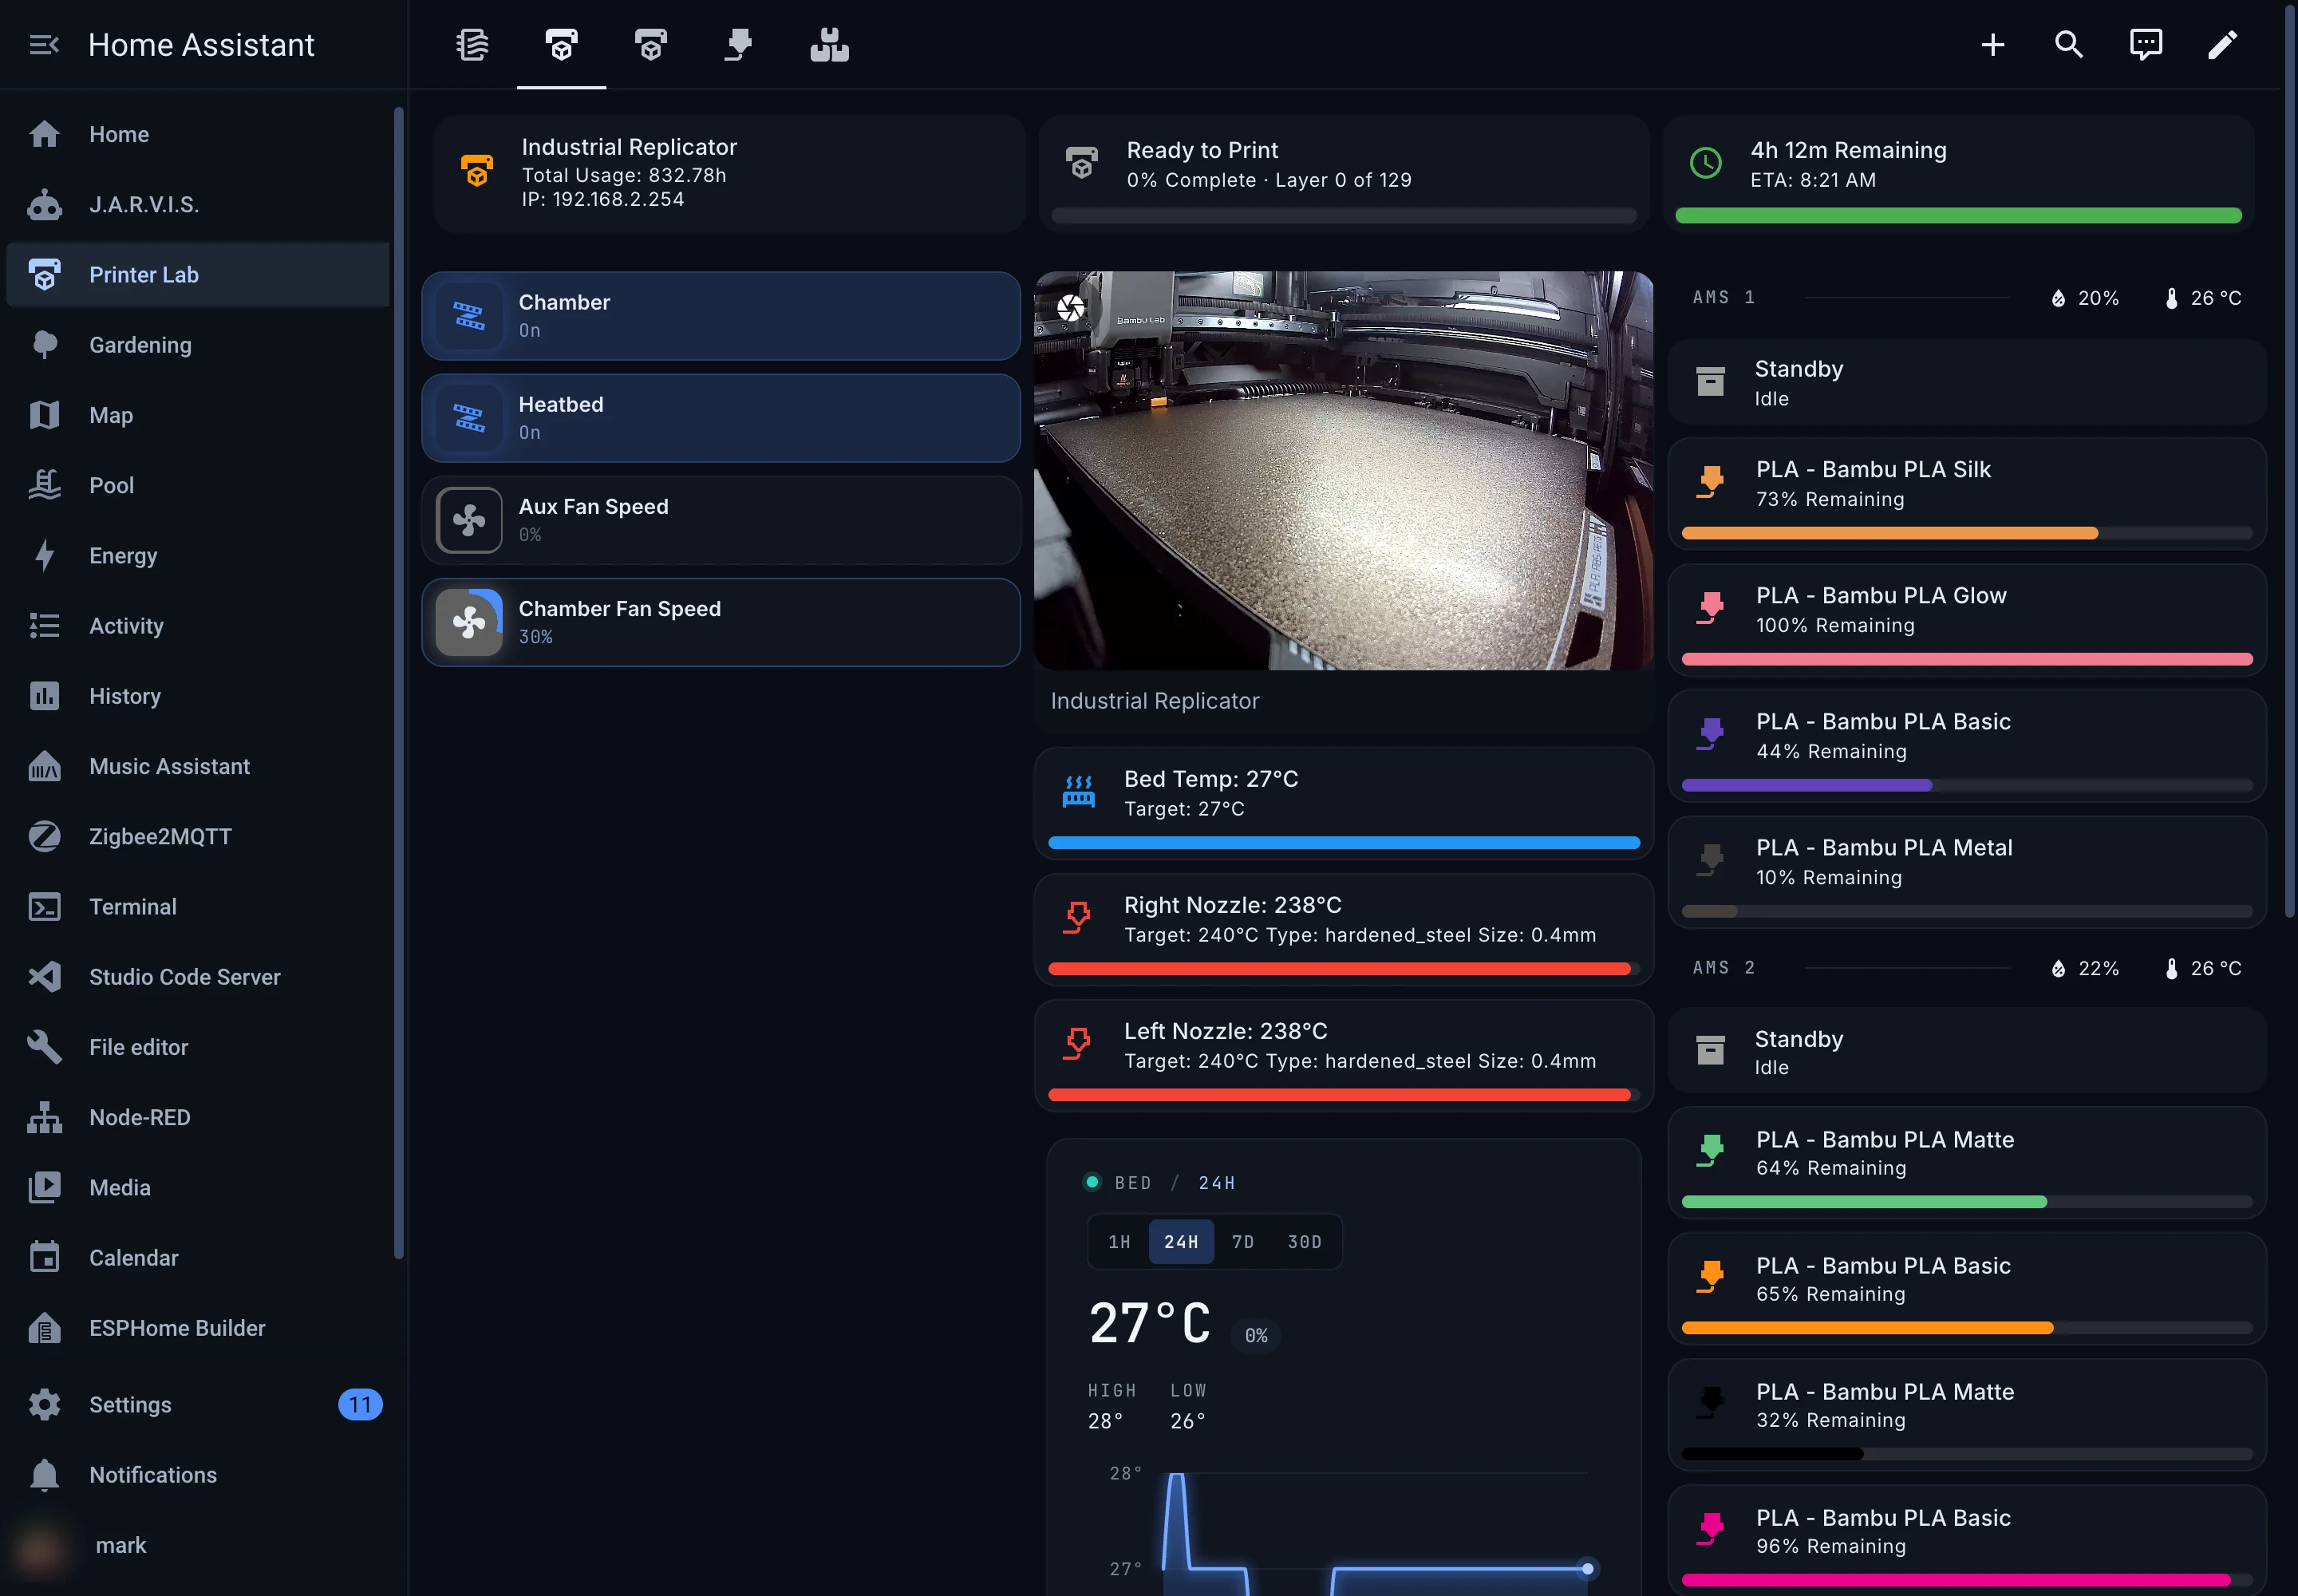 Home Assistant
Home
J.A.R.V.I.S.
Printer Lab
Gardening
Map
Pool
Energy
Activity
History
Music Assistant
Zigbee2MQTT
Terminal
Studio Code Server
File editor
Node-RED
Media
Calendar
ESPHome Builder
Settings
11
Notifications
mark
Industrial Replicator
Total Usage: 832.78h
IP: 192.168.2.254
Ready to Print
0% Complete · Layer 0 of 129
4h 12m Remaining
ETA: 8:21 AM
Chamber
On
Heatbed
On
Aux Fan Speed
0%
Chamber Fan Speed
30%
Bambu Lab
Industrial Replicator
Bed Temp: 27°C
Target: 27°C
Right Nozzle: 238°C
Target: 240°C Type: hardened_steel Size: 0.4mm
Left Nozzle: 238°C
Target: 240°C Type: hardened_steel Size: 0.4mm
BED / 24H
1H 24H 7D 30D
27°C 0%
HIGH LOW
28° 26°
28°
27°
AMS 1 20% 26 °C
Standby
Idle
PLA - Bambu PLA Silk
73% Remaining
PLA - Bambu PLA Glow
100% Remaining
PLA - Bambu PLA Basic
44% Remaining
PLA - Bambu PLA Metal
10% Remaining
AMS 2 22% 26 °C
Standby
Idle
PLA - Bambu PLA Matte
64% Remaining
PLA - Bambu PLA Basic
65% Remaining
PLA - Bambu PLA Matte
32% Remaining
PLA - Bambu PLA Basic
96% Remaining